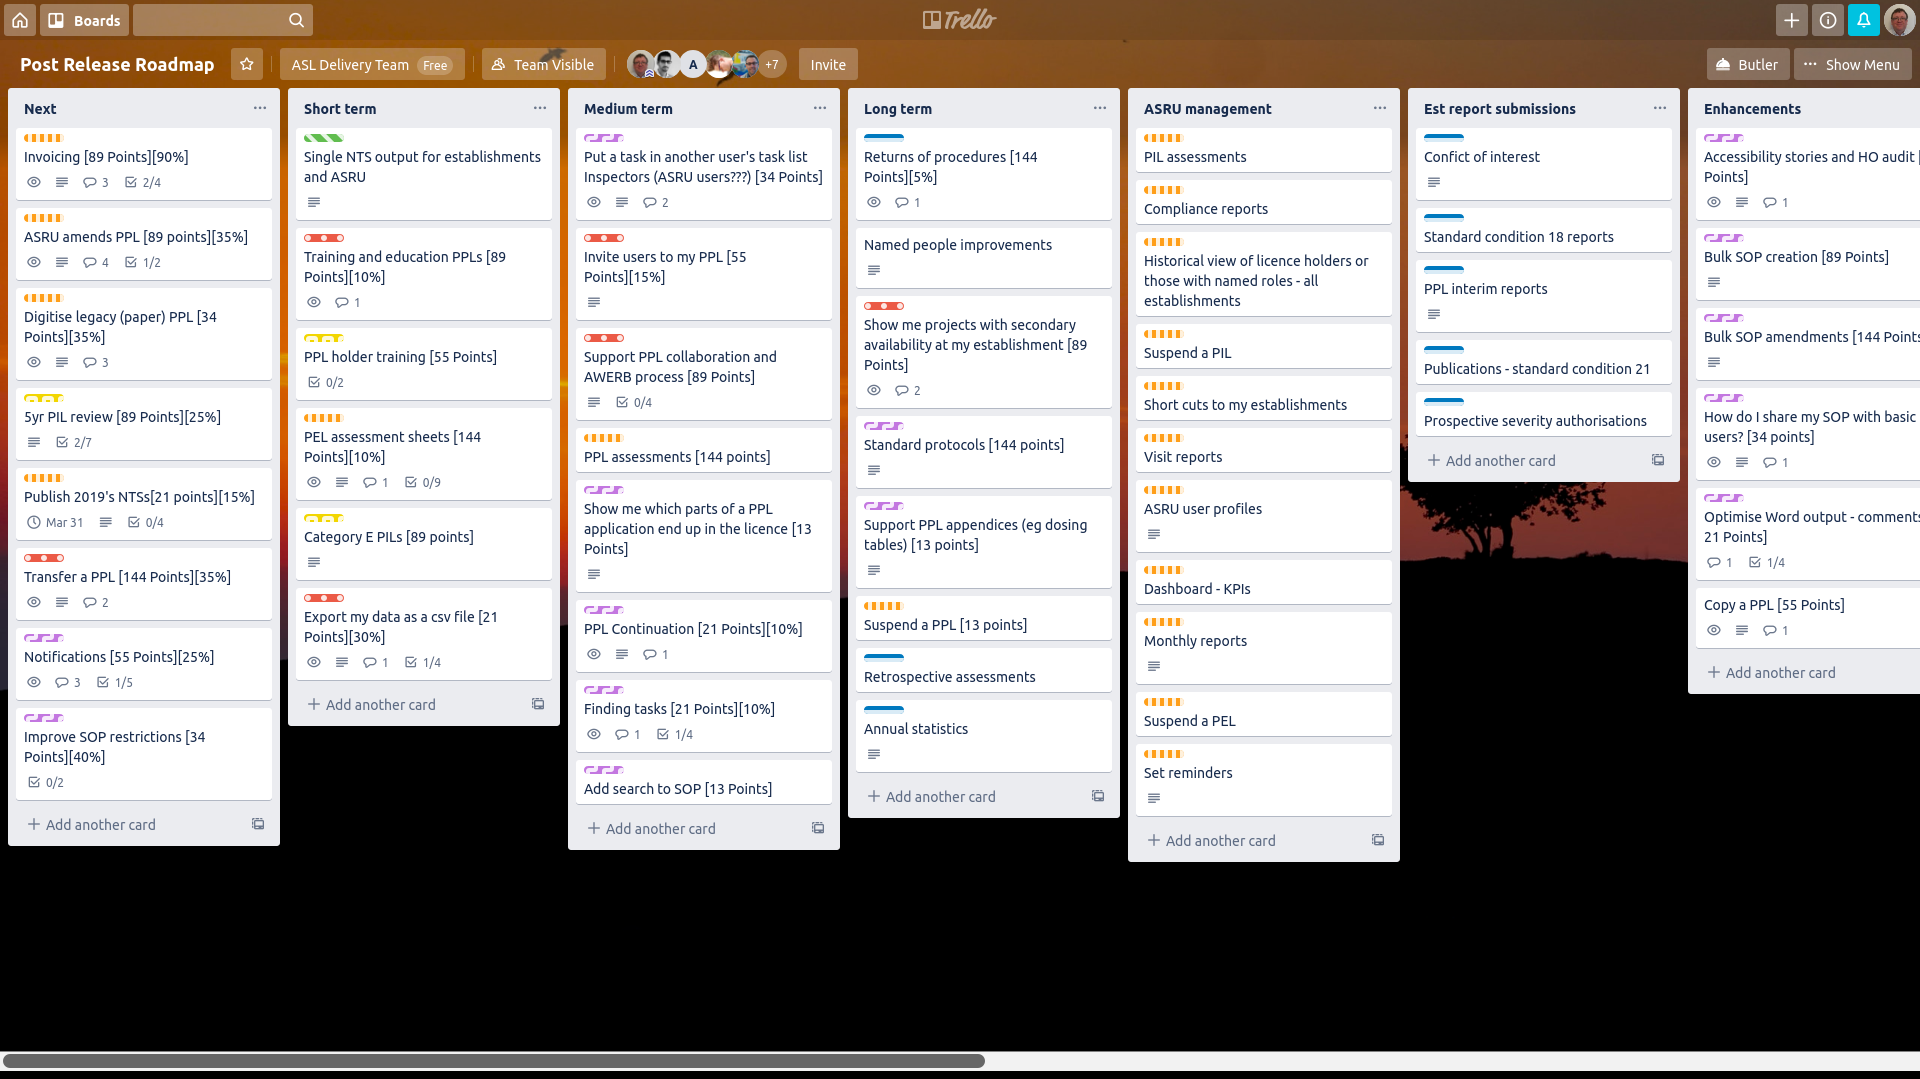 Boards
Trello
Post Release Roadmap
ASL Delivery Team Free
Team Visible
A
+7
Invite
Butler
Show Menu
Next
Invoicing [89 Points][90%]
3 2/4
ASRU amends PPL [89 points][35%]
4 1/2
Digitise legacy (paper) PPL [34
Points][35%]
3
5yr PIL review [89 Points][25%]
2/7
Publish 2019's NTSs[21 points][15%]
Mar 31 0/4
Transfer a PPL [144 Points][35%]
2
Notifications [55 Points][25%]
3 1/5
Improve SOP restrictions [34
Points][40%]
0/2
Add another card
Short term
Single NTS output for establishments
and ASRU
Training and education PPLs [89
Points][10%]
1
PPL holder training [55 Points]
0/2
PEL assessment sheets [144
Points][10%]
1 0/9
Category E PILs [89 points]
Export my data as a csv file [21
Points][30%]
1 1/4
Add another card
Medium term
Put a task in another user's task list
Inspectors (ASRU users???) [34 Points]
2
Invite users to my PPL [55
Points][15%]
Support PPL collaboration and
AWERB process [89 Points]
0/4
PPL assessments [144 points]
Show me which parts of a PPL
application end up in the licence [13
Points]
PPL Continuation [21 Points][10%]
1
Finding tasks [21 Points][10%]
1 1/4
Add search to SOP [13 Points]
Add another card
Long term
Returns of procedures [144
Points][5%]
1
Named people improvements
Show me projects with secondary
availability at my establishment [89
Points]
2
Standard protocols [144 points]
Support PPL appendices (eg dosing
tables) [13 points]
Suspend a PPL [13 points]
Retrospective assessments
Annual statistics
Add another card
ASRU management
PIL assessments
Compliance reports
Historical view of licence holders or
those with named roles - all
establishments
Suspend a PIL
Short cuts to my establishments
Visit reports
ASRU user profiles
Dashboard - KPIs
Monthly reports
Suspend a PEL
Set reminders
Add another card
Est report submissions
Confict of interest
Standard condition 18 reports
PPL interim reports
Publications - standard condition 21
Prospective severity authorisations
Add another card
Enhancements
Accessibility stories and HO audit [
Points]
1
Bulk SOP creation [89 Points]
Bulk SOP amendments [144 Points
How do I share my SOP with basic
users? [34 points]
1
Optimise Word output - comments
21 Points]
1 1/4
Copy a PPL [55 Points]
1
Add another card